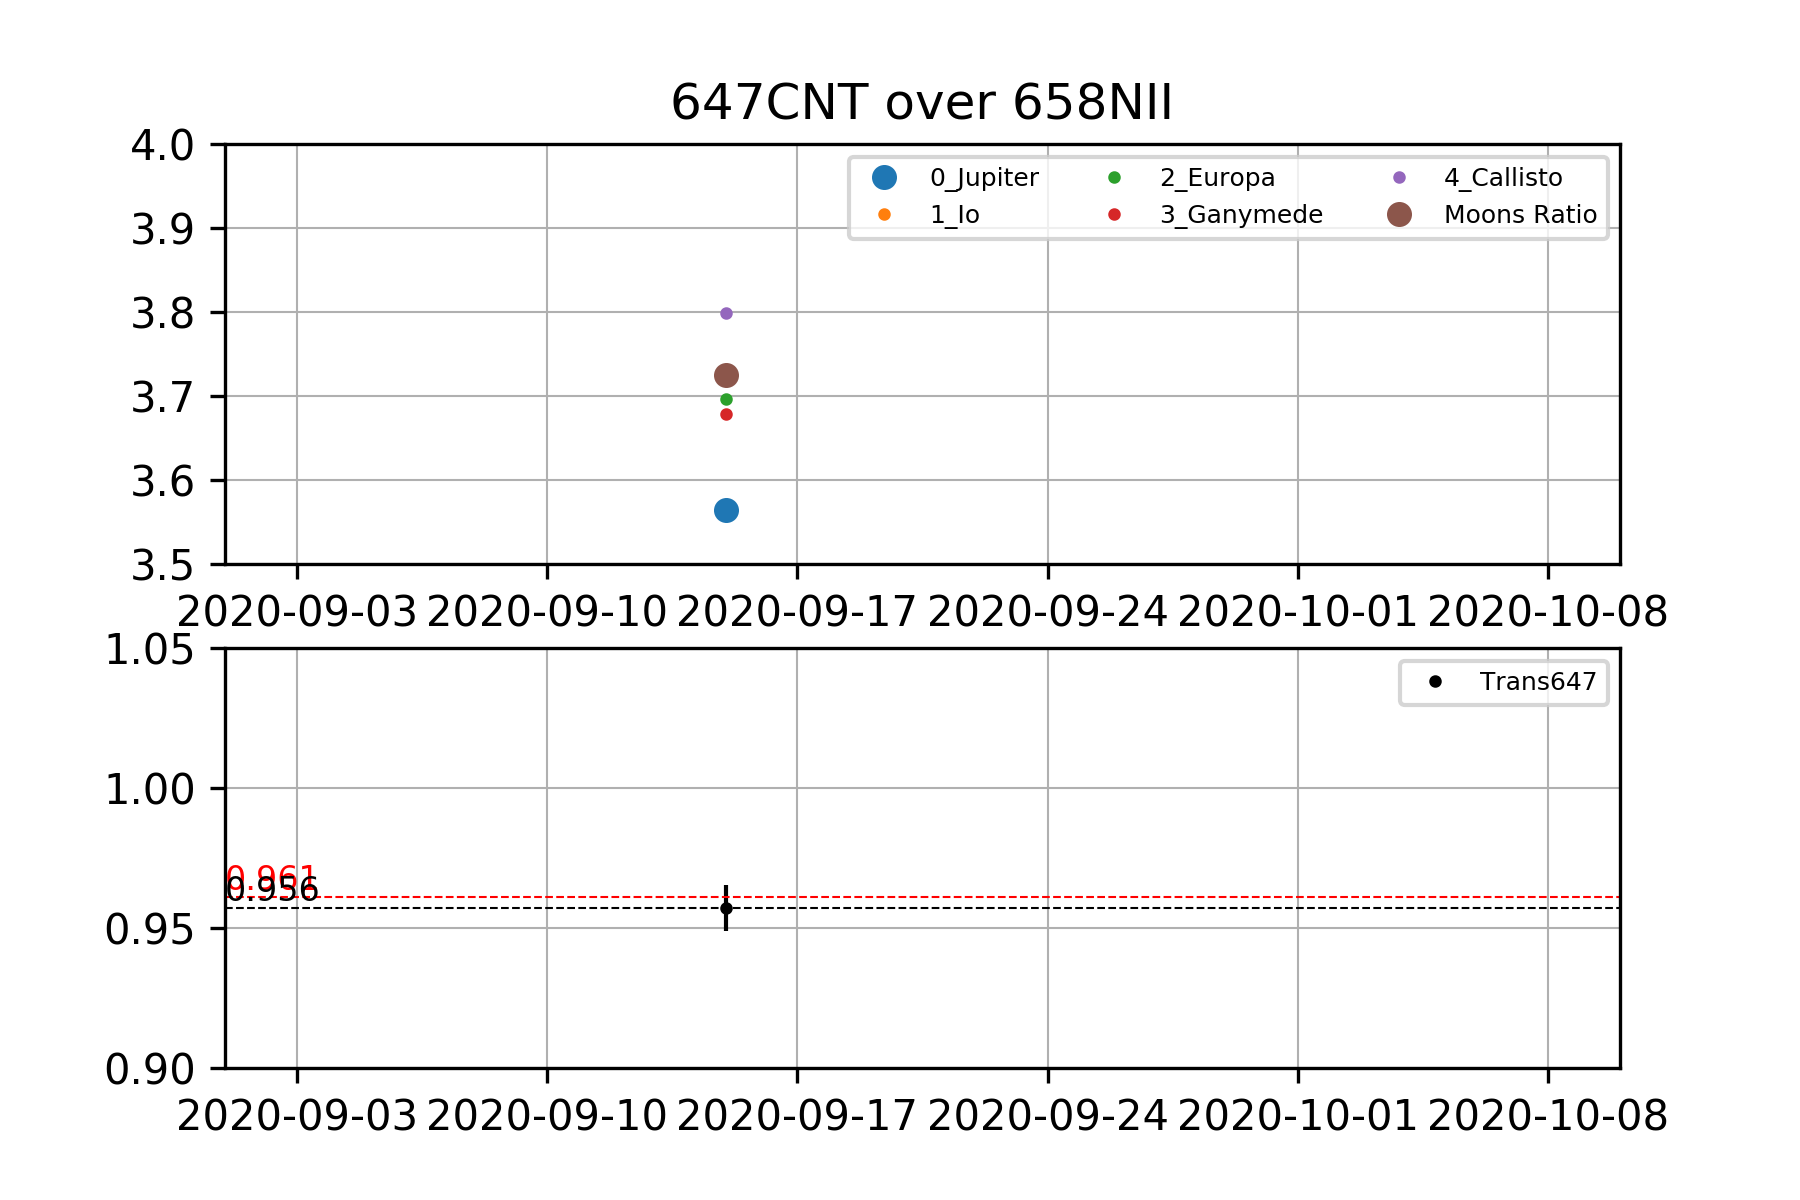 647CNT over 658NII
4.0
0_Jupiter 2_Europa 4_Callisto
1_Io 3_Ganymede Moons Ratio
3.9
3.8
3.7
3.6
3.5
2020-09-03 2020-09-10 2020-09-17 2020-09-24 2020-10-01 2020-10-08
1.05
Trans647
1.00
0.961
0.956
0.95
0.90
2020-09-03 2020-09-10 2020-09-17 2020-09-24 2020-10-01 2020-10-08